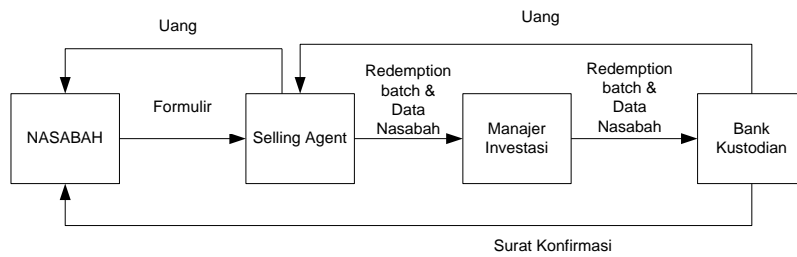 Uang
Uang
Redemption
batch &
Data
Nasabah
Redemption
batch &
Data
Nasabah
Formulir
NASABAH
Selling Agent
Manajer
Investasi
Bank
Kustodian
Surat Konfirmasi